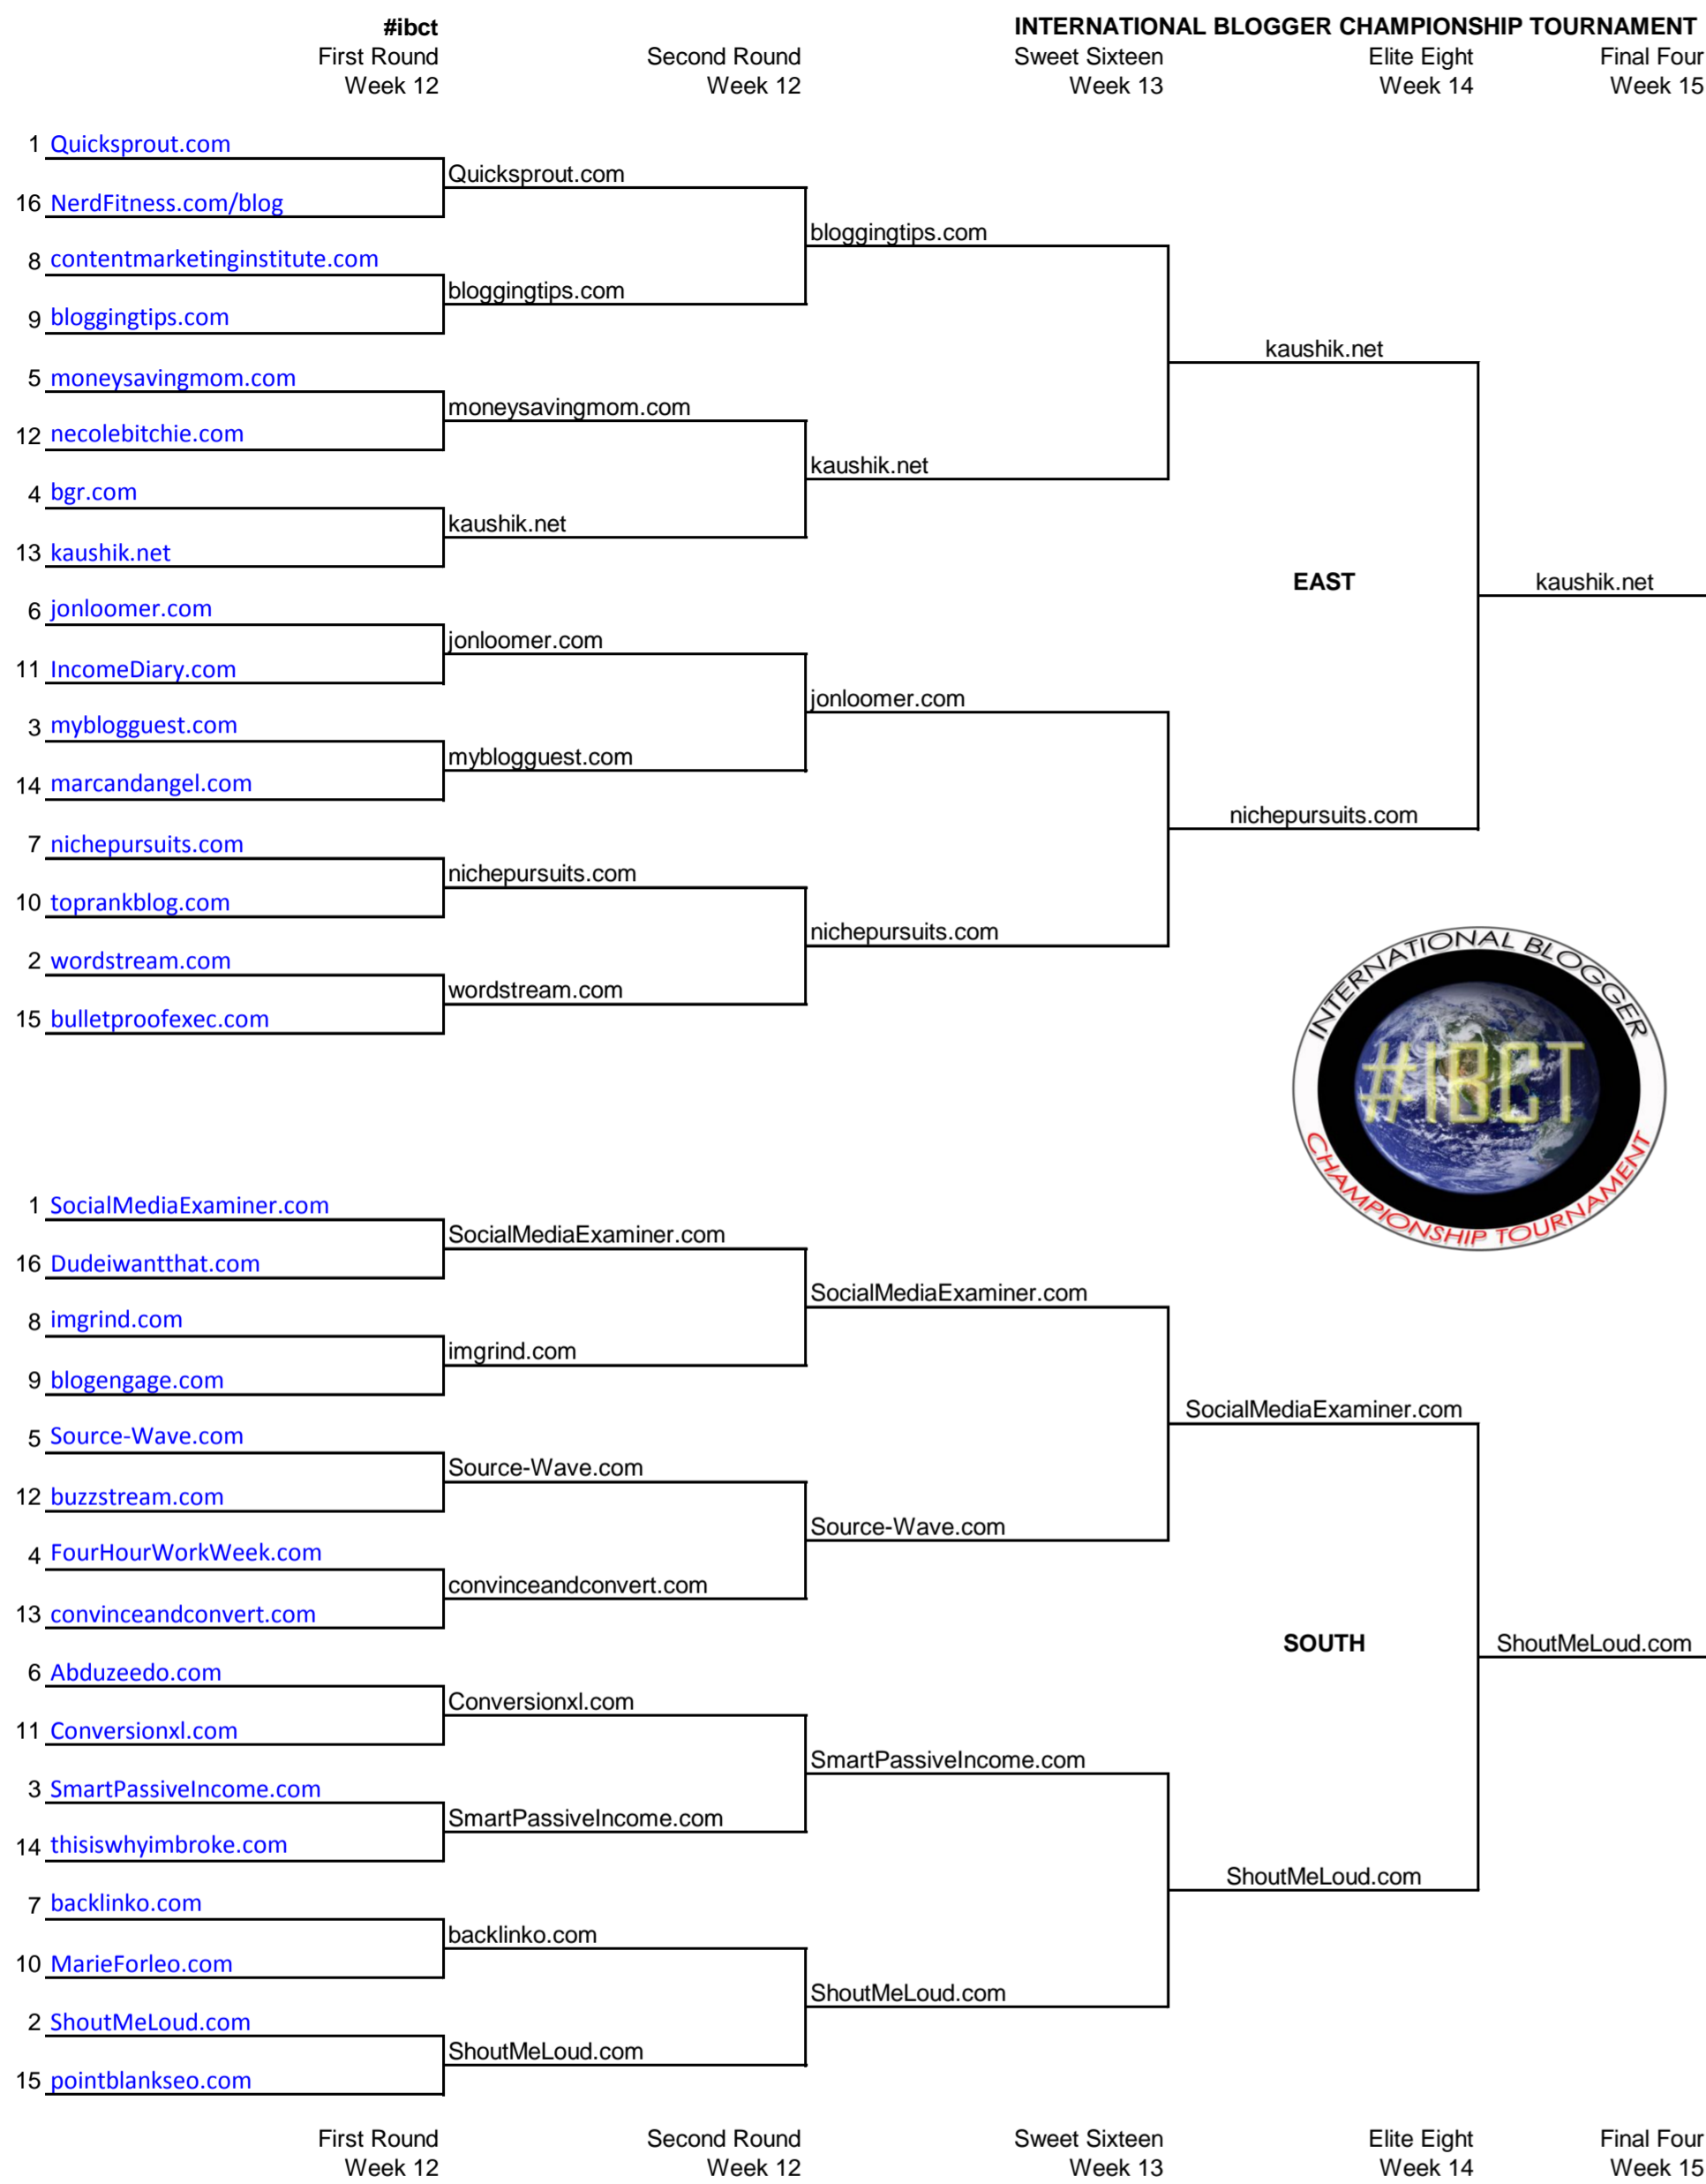 #ibct
INTERNATIONAL BLOGGER CHAMPIONSHIP TOURNAMENT
First Round Second Round Sweet Sixteen Elite Eight Final Four
Week 12 Week 12 Week 13 Week 14 Week 15
1 Quicksprout.com
Quicksprout.com
16 NerdFitness.com/blog
bloggingtips.com
8 contentmarketinginstitute.com
bloggingtips.com
9 bloggingtips.com
kaushik.net
5 moneysavingmom.com
moneysavingmom.com
12 necolebitchie.com
kaushik.net
4 bgr.com
kaushik.net
13 kaushik.net
EAST
kaushik.net
6 jonloomer.com
jonloomer.com
11 IncomeDiary.com
jonloomer.com
3 myblogguest.com
myblogguest.com
14 marcandangel.com
nichepursuits.com
7 nichepursuits.com
nichepursuits.com
10 toprankblog.com
nichepursuits.com
2 wordstream.com
wordstream.com
15 bulletproofexec.com
INTERNATIONAL BLOGGER
#IBCT
CHAMPIONSHIP TOURNAMENT
1 SocialMediaExaminer.com
SocialMediaExaminer.com
16 Dudeiwantthat.com
SocialMediaExaminer.com
8 imgrind.com
imgrind.com
9 blogengage.com
SocialMediaExaminer.com
5 Source-Wave.com
Source-Wave.com
12 buzzstream.com
Source-Wave.com
4 FourHourWorkWeek.com
convinceandconvert.com
13 convinceandconvert.com
SOUTH
ShoutMeLoud.com
6 Abduzeedo.com
Conversionxl.com
11 Conversionxl.com
SmartPassiveIncome.com
3 SmartPassiveIncome.com
SmartPassiveIncome.com
14 thisiswhyimbroke.com
ShoutMeLoud.com
7 backlinko.com
backlinko.com
10 MarieForleo.com
ShoutMeLoud.com
2 ShoutMeLoud.com
ShoutMeLoud.com
15 pointblankseo.com
First Round Second Round Sweet Sixteen Elite Eight Final Four
Week 12 Week 12 Week 13 Week 14 Week 15